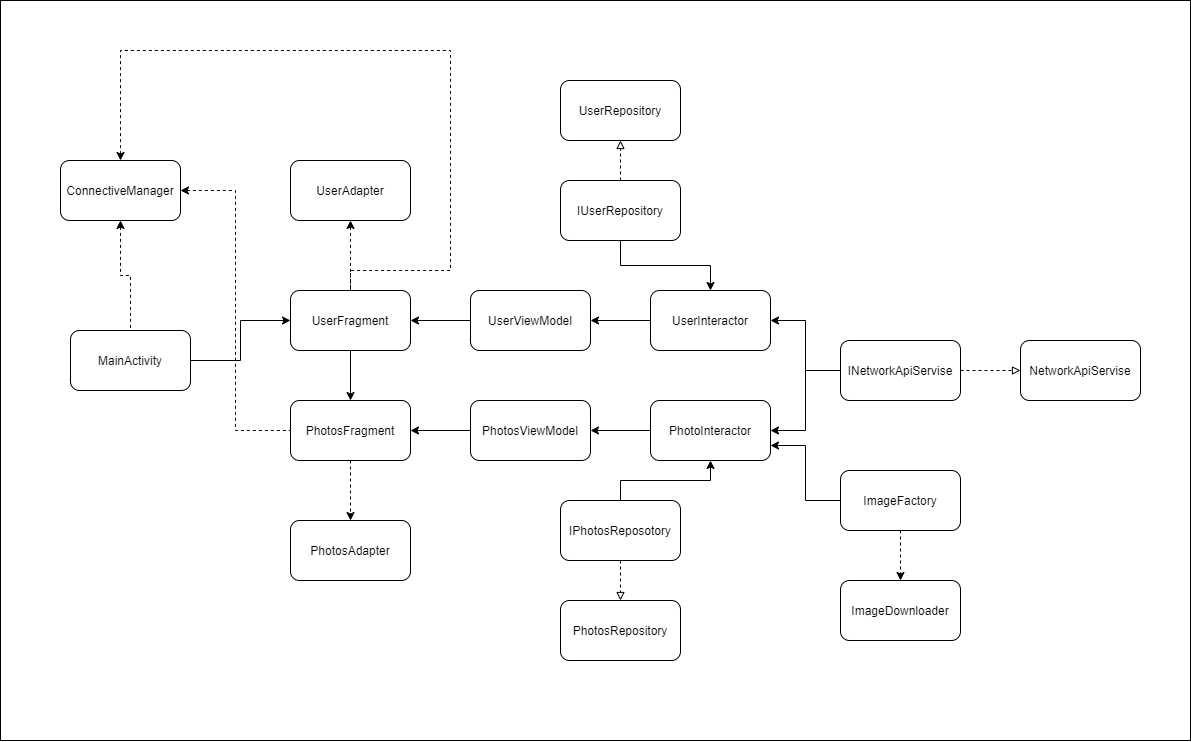 UserRepository
ConnectiveManager
UserAdapter
IUserRepository
UserFragment
UserViewModel
UserInteractor
MainActivity
INetworkApiServise
NetworkApiServise
PhotosFragment
PhotosViewModel
PhotoInteractor
ImageFactory
IPhotosReposotory
PhotosAdapter
ImageDownloader
PhotosRepository